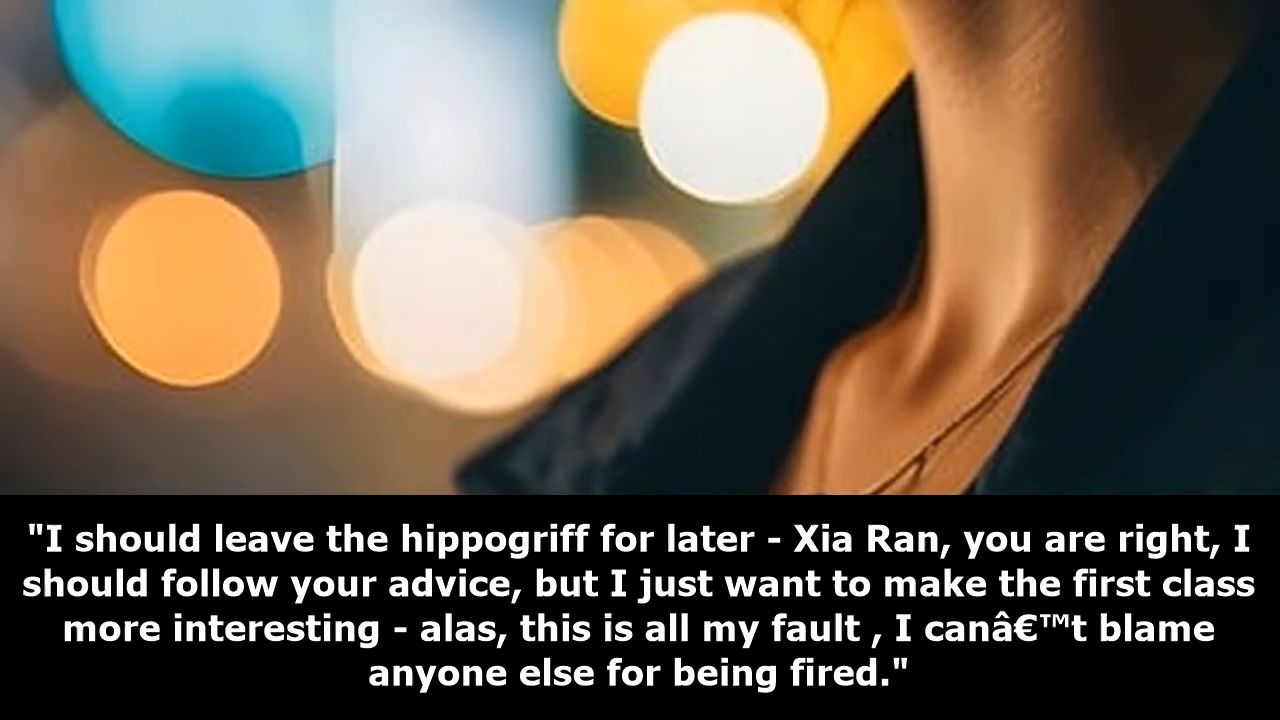 "I should leave the hippogriff for later - Xia Ran, you are right, I
should follow your advice, but I just want to make the first class
more interesting - alas, this is all my fault , I canâ€™t blame
anyone else for being fired."